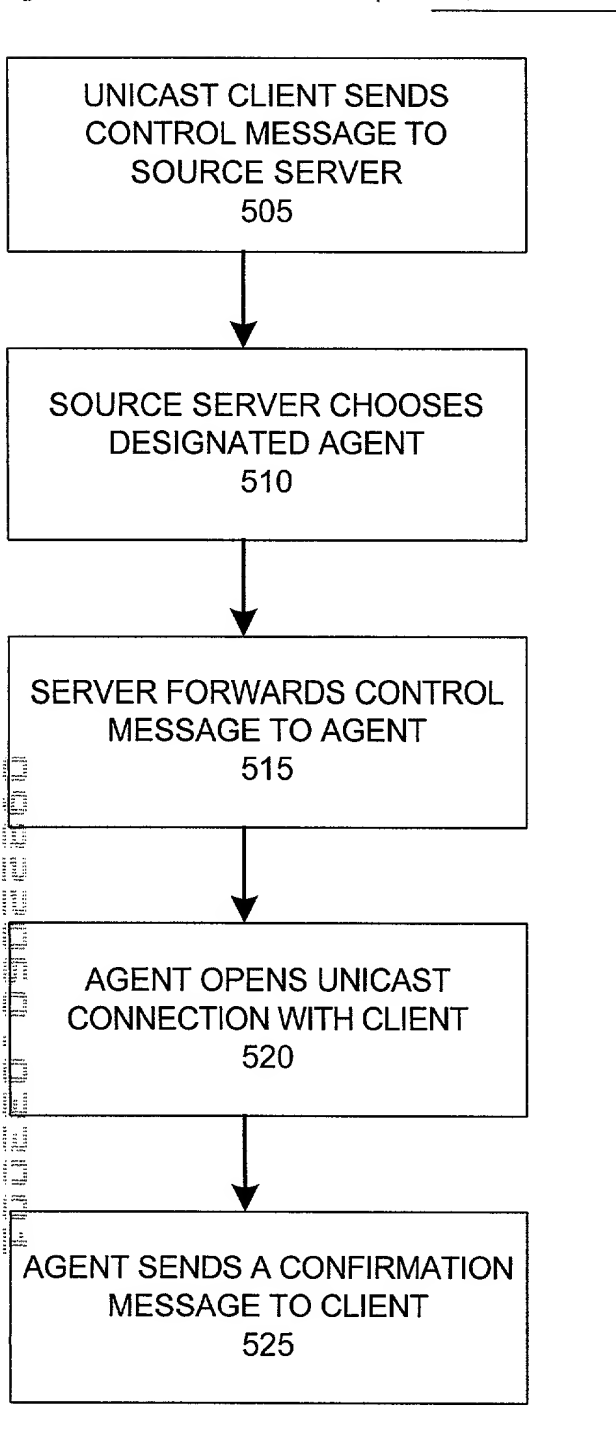 UNICAST CLIENT SENDS
CONTROL MESSAGE TO
SOURCE SERVER
505
SOURCE SERVER CHOOSES
DESIGNATED AGENT
510
SERVER FORWARDS CONTROL
MESSAGE TO AGENT
515
AGENT OPENS UNICAST
CONNECTION WITH CLIENT
520
AGENT SENDS A CONFIRMATION
MESSAGE TO CLIENT
525